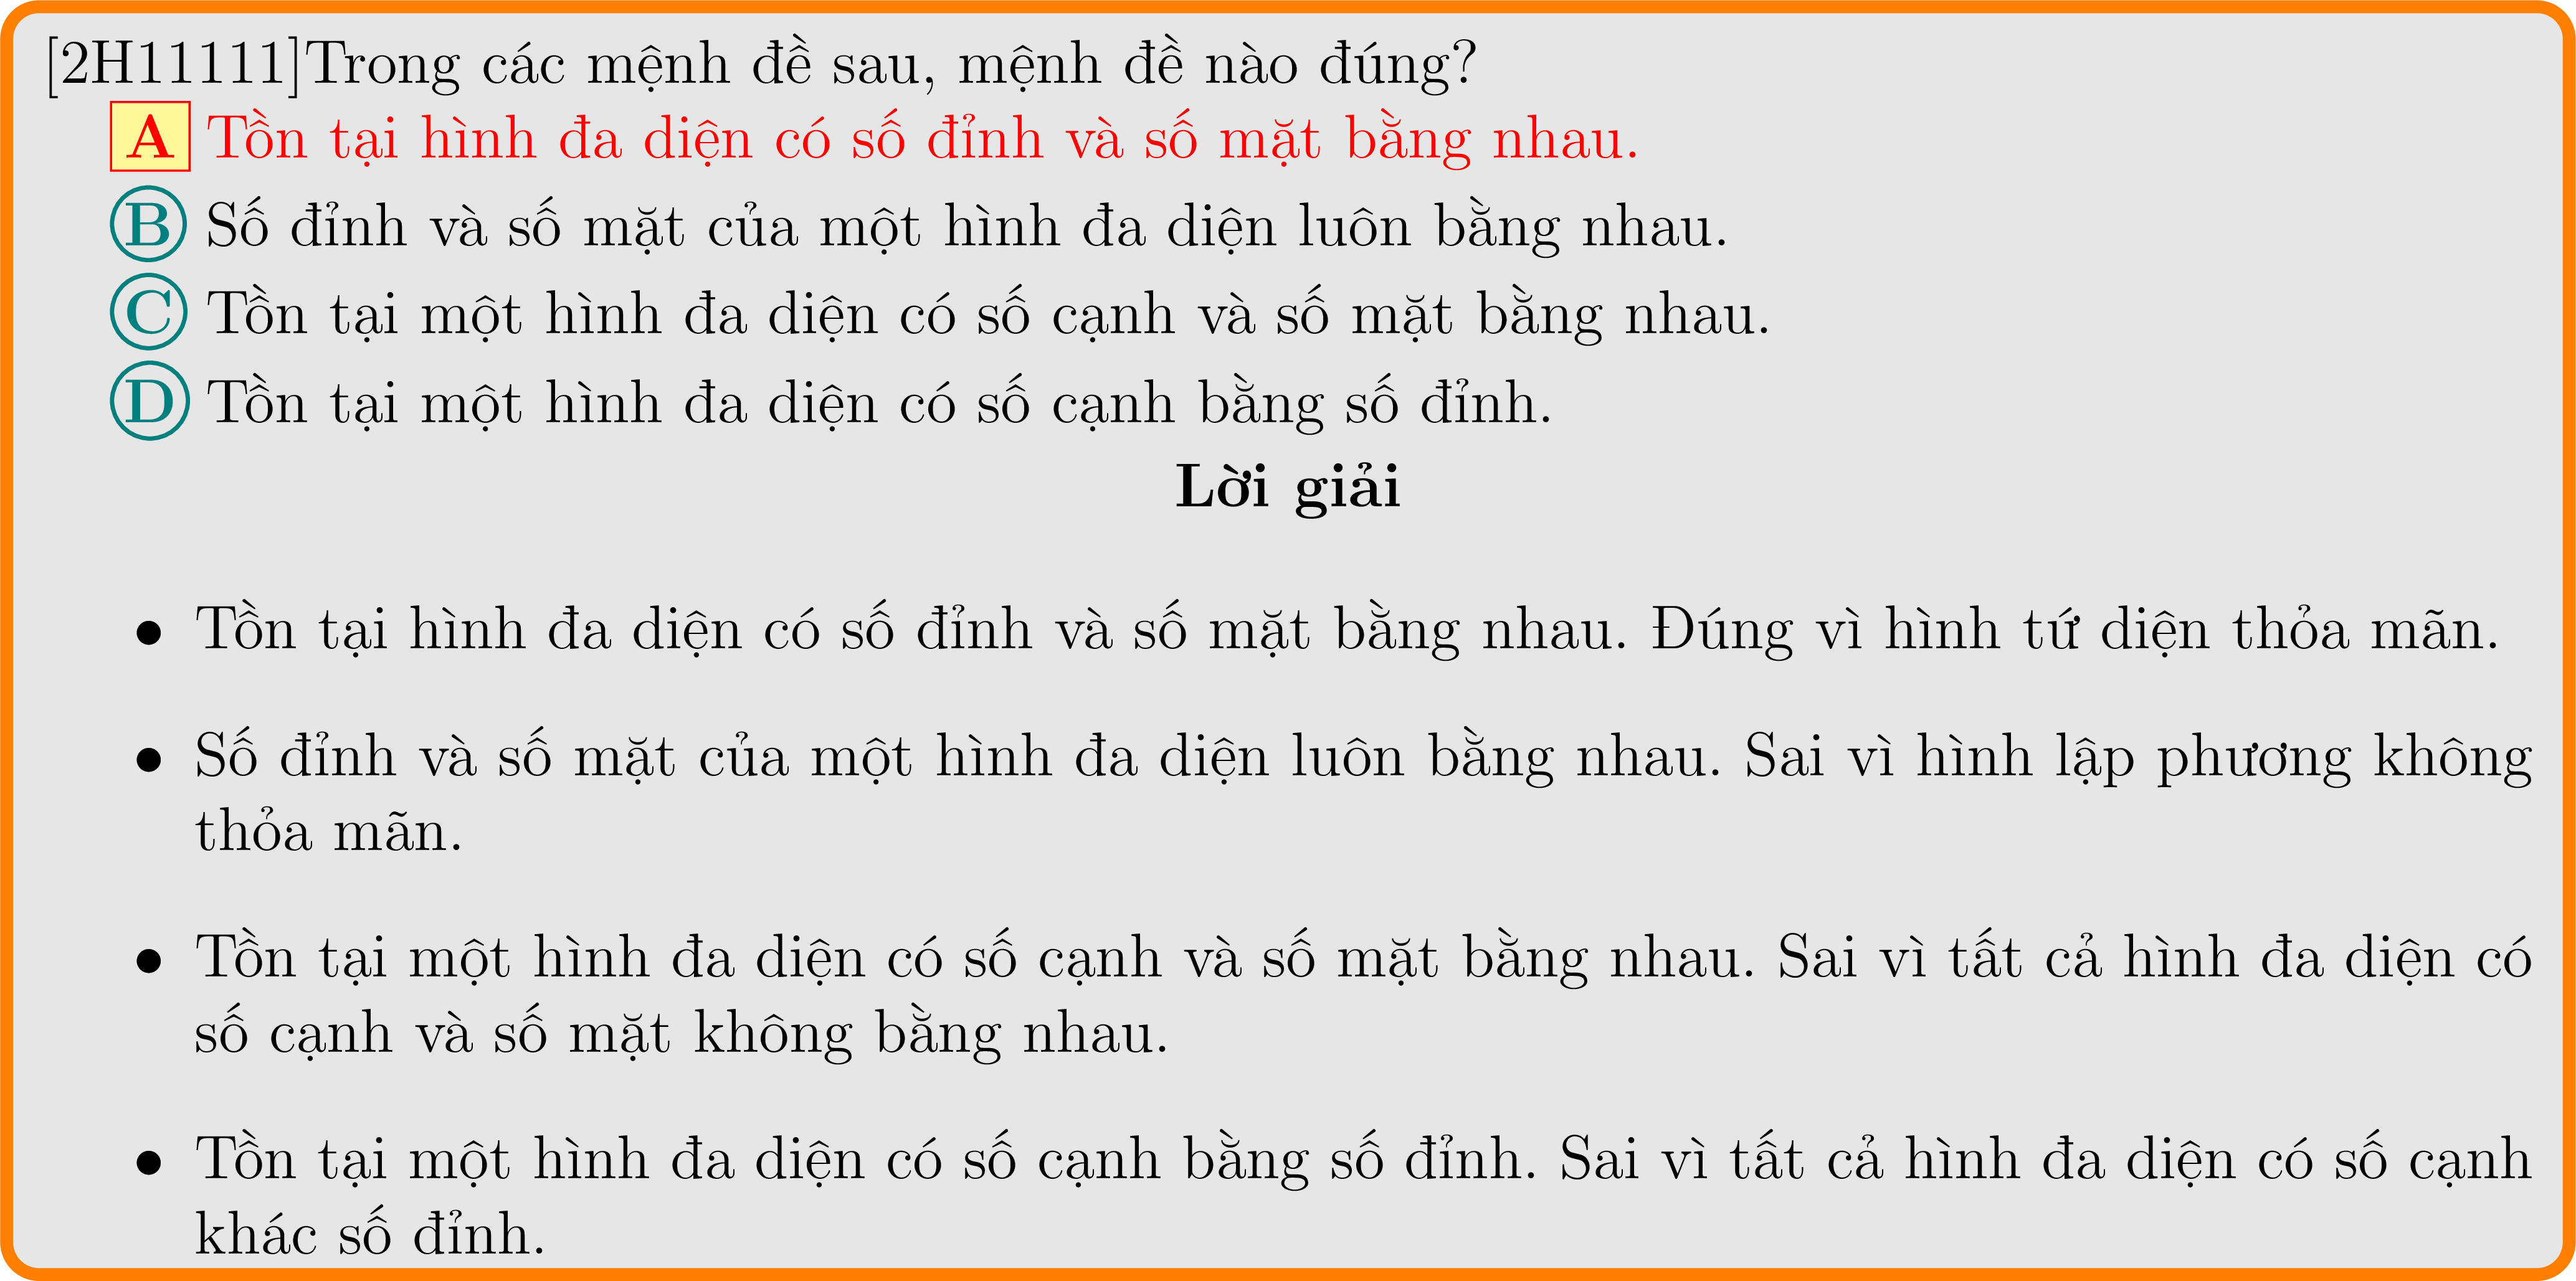 [2H11111]Trong các mệnh đề sau, mệnh đề nào đúng?
A Tồn tại hình đa diện có số đỉnh và số mặt bằng nhau.
B Số đỉnh và số mặt của một hình đa diện luôn bằng nhau.
C Tồn tại một hình đa diện có số cạnh và số mặt bằng nhau.
D Tồn tại một hình đa diện có số cạnh bằng số đỉnh.
Lời giải
• Tồn tại hình đa diện có số đỉnh và số mặt bằng nhau. Đúng vì hình tứ diện thỏa mãn.
• Số đỉnh và số mặt của một hình đa diện luôn bằng nhau. Sai vì hình lập phương không
thỏa mãn.
• Tồn tại một hình đa diện có số cạnh và số mặt bằng nhau. Sai vì tất cả hình đa diện có
số cạnh và số mặt không bằng nhau.
• Tồn tại một hình đa diện có số cạnh bằng số đỉnh. Sai vì tất cả hình đa diện có số cạnh
khác số đỉnh.